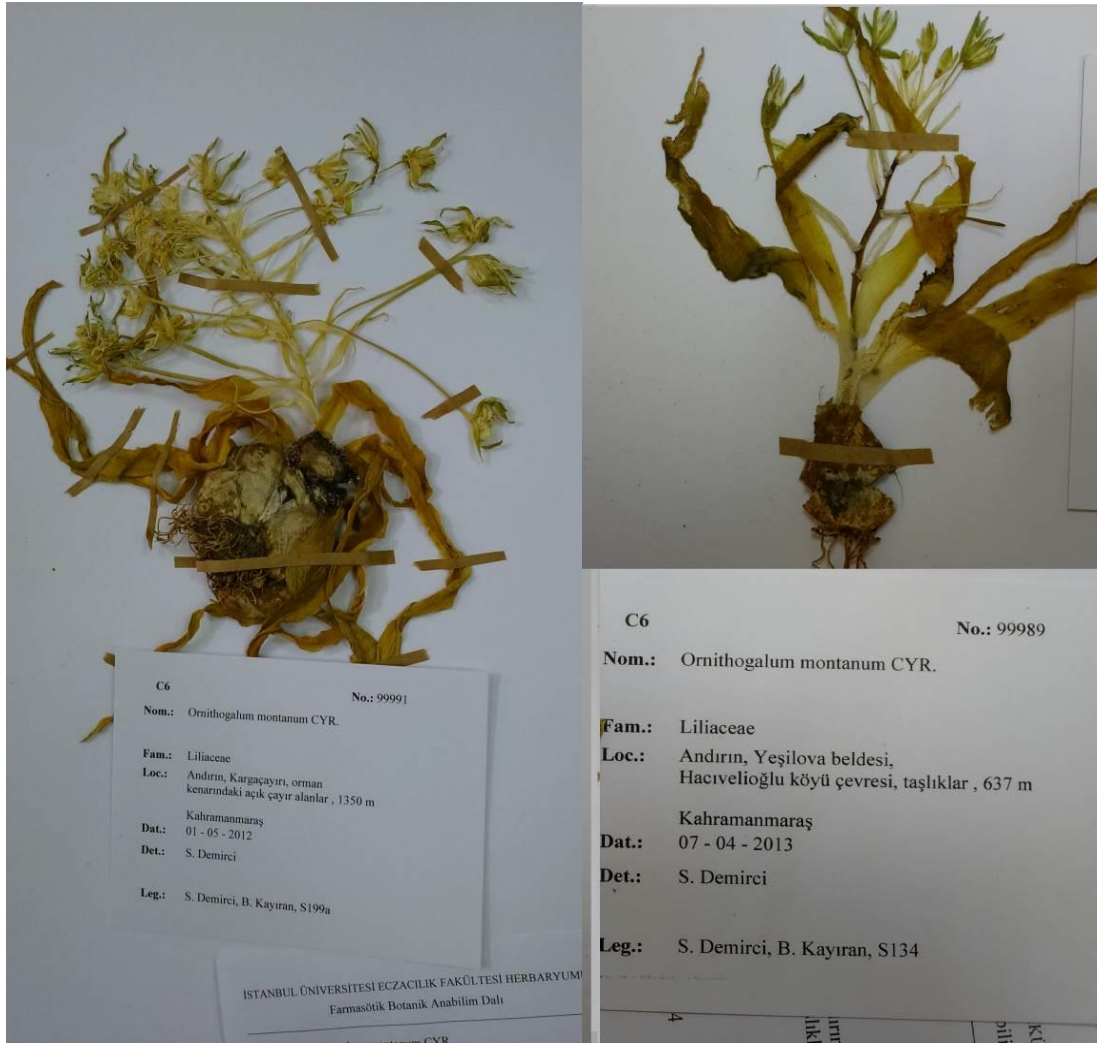 C6
No.: 99991
Nom.: Ornithogalum montanum CYR.
Fam.: Liliaceae
Loc.: Andırın, Kargaçayırı, orman
kenarındaki açık çayır alanlar , 1350 m
Kahramanmaraş
Dat.: 01 - 05 - 2012
Det.: S. Demirci
Leg.: S. Demirci, B. Kayıran, S199a
İSTANBUL ÜNİVERSİTESİ ECZACILIK FAKÜLTESİ HERBARYUMU
Farmasötik Botanik Anabilim Dalı
C6
No.: 99989
Nom.: Ornithogalum montanum CYR.
Fam.: Liliaceae
Loc.: Andırın, Yeşilova beldesi,
Hacıvelioğlu köyü çevresi, taşlıklar , 637 m
Kahramanmaraş
Dat.: 07 - 04 - 2013
Det.: S. Demirci
Leg.: S. Demirci, B. Kayıran, S134